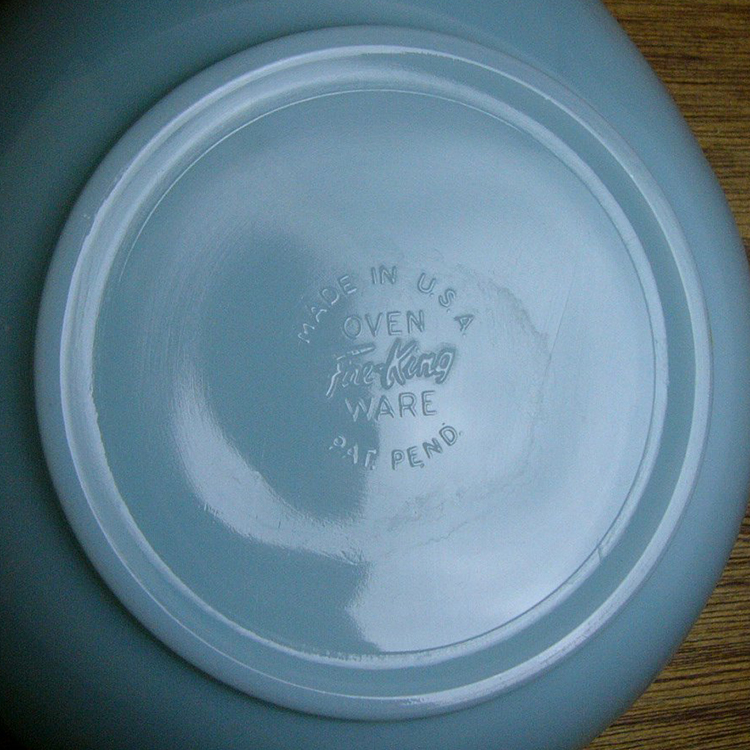 MADE IN U.S.A
OVEN
Fire-King
WARE
PAT. PEND.